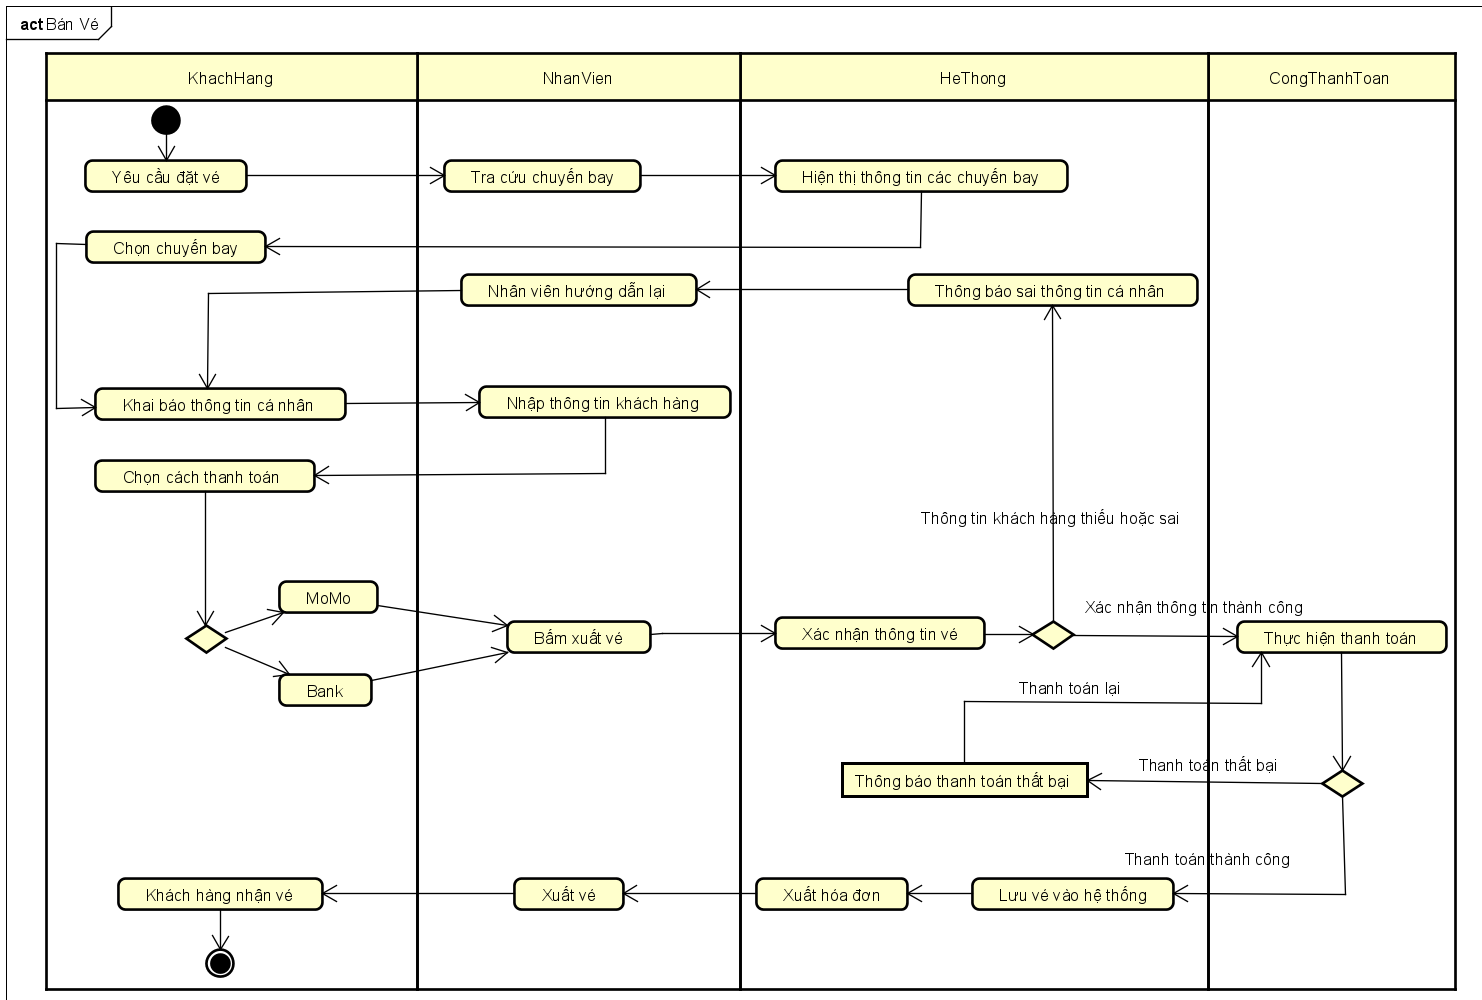 act Bán Vé
KhachHang
NhanVien
HeThong
CongThanhToan
Yêu cầu đặt vé
Tra cứu chuyến bay
Hiện thị thông tin các chuyến bay
Chọn chuyến bay
Nhân viên hướng dẫn lại
Thông báo sai thông tin cá nhân
Khai báo thông tin cá nhân
Nhập thông tin khách hàng
Chọn cách thanh toán
Thông tin khách hàng thiếu hoặc sai
MoMo
Xác nhận thông tin thành công
Bấm xuất vé
Xác nhận thông tin vé
Thực hiện thanh toán
Bank
Thanh toán lại
Thanh toán thất bại
Thông báo thanh toán thất bại
Thanh toán thành công
Khách hàng nhận vé
Xuất vé
Xuất hóa đơn
Lưu vé vào hệ thống